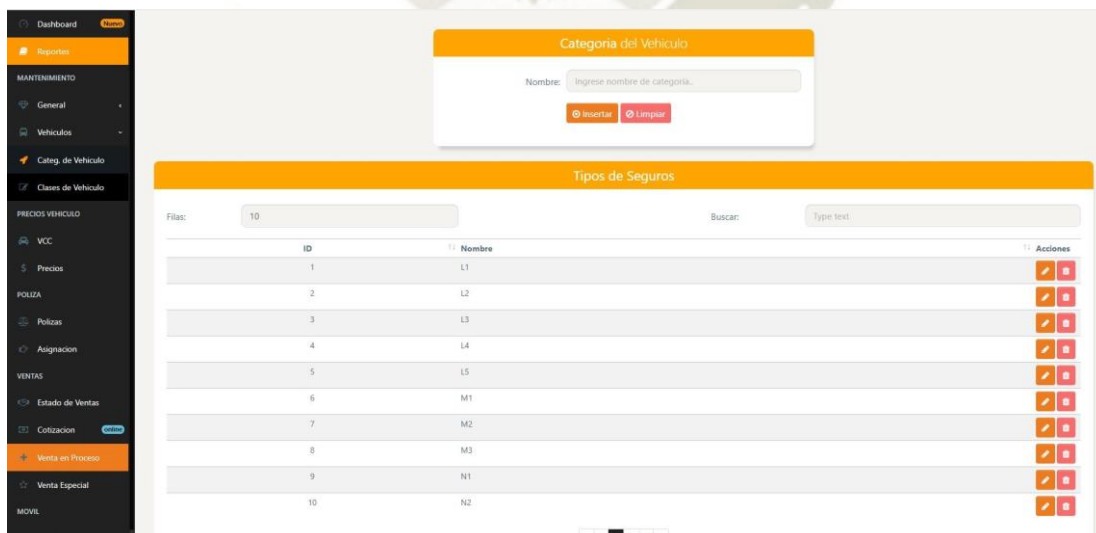 Dashboard Nuevo
Reportes
MANTENIMIENTO
General
Vehiculos
Categ. de Vehiculo
Clases de Vehiculo
PRECIOS VEHICULO
VCC
Precios
POLIZA
Polizas
Asignacion
VENTAS
Estado de Ventas
Cotizacion online
Venta en Proceso
Venta Especial
MOVIL
Categoria del Vehiculo
Nombre: Ingrese nombre de categoria..
Insertar Limpiar
Tipos de Seguros
Filas: 10 Buscar: Type text
ID Nombre Acciones
1 L1
2 L2
3 L3
4 L4
5 L5
6 M1
7 M2
8 M3
9 N1
10 N2